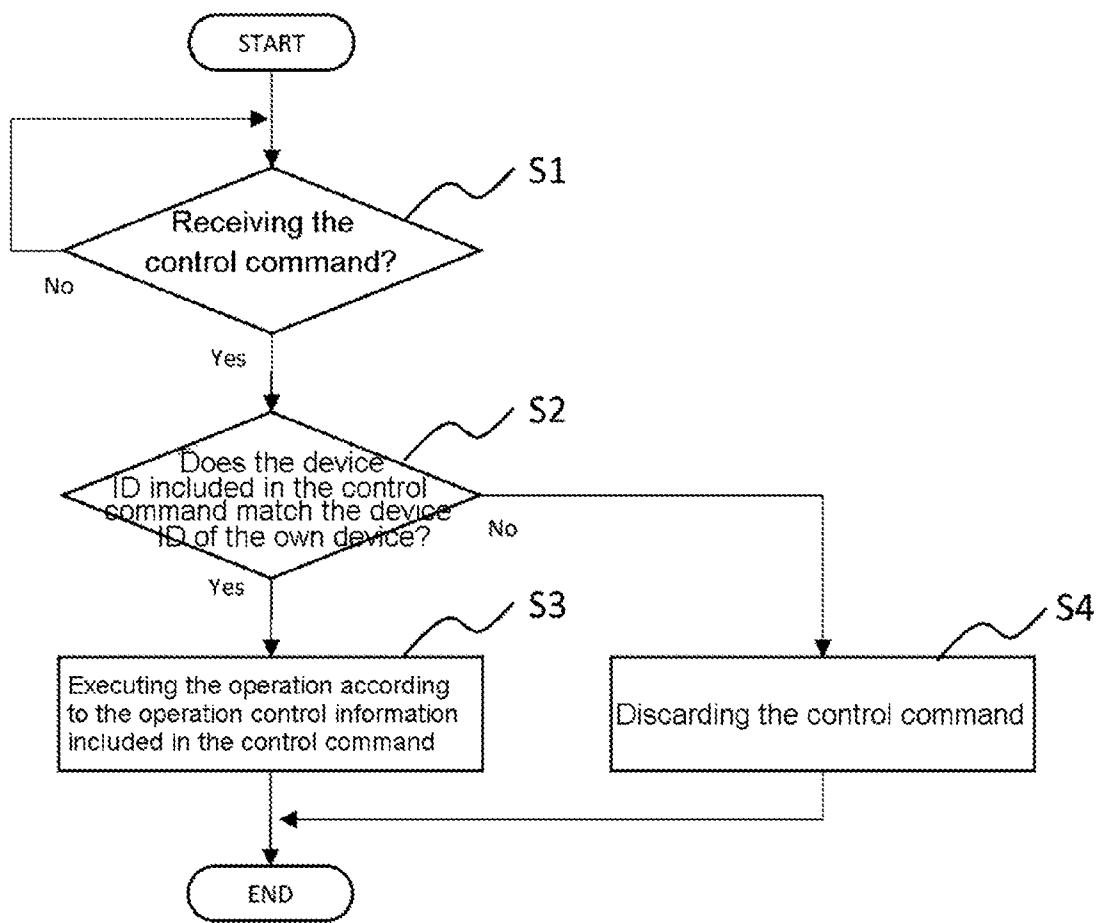 START
S1
Receiving the
control command?
No
Yes
S2
Does the device
ID included in the control
command match the device
ID of the own device?
No
Yes
S3
S4
Executing the operation according
to the operation control information
included in the control command
Discarding the control command
END